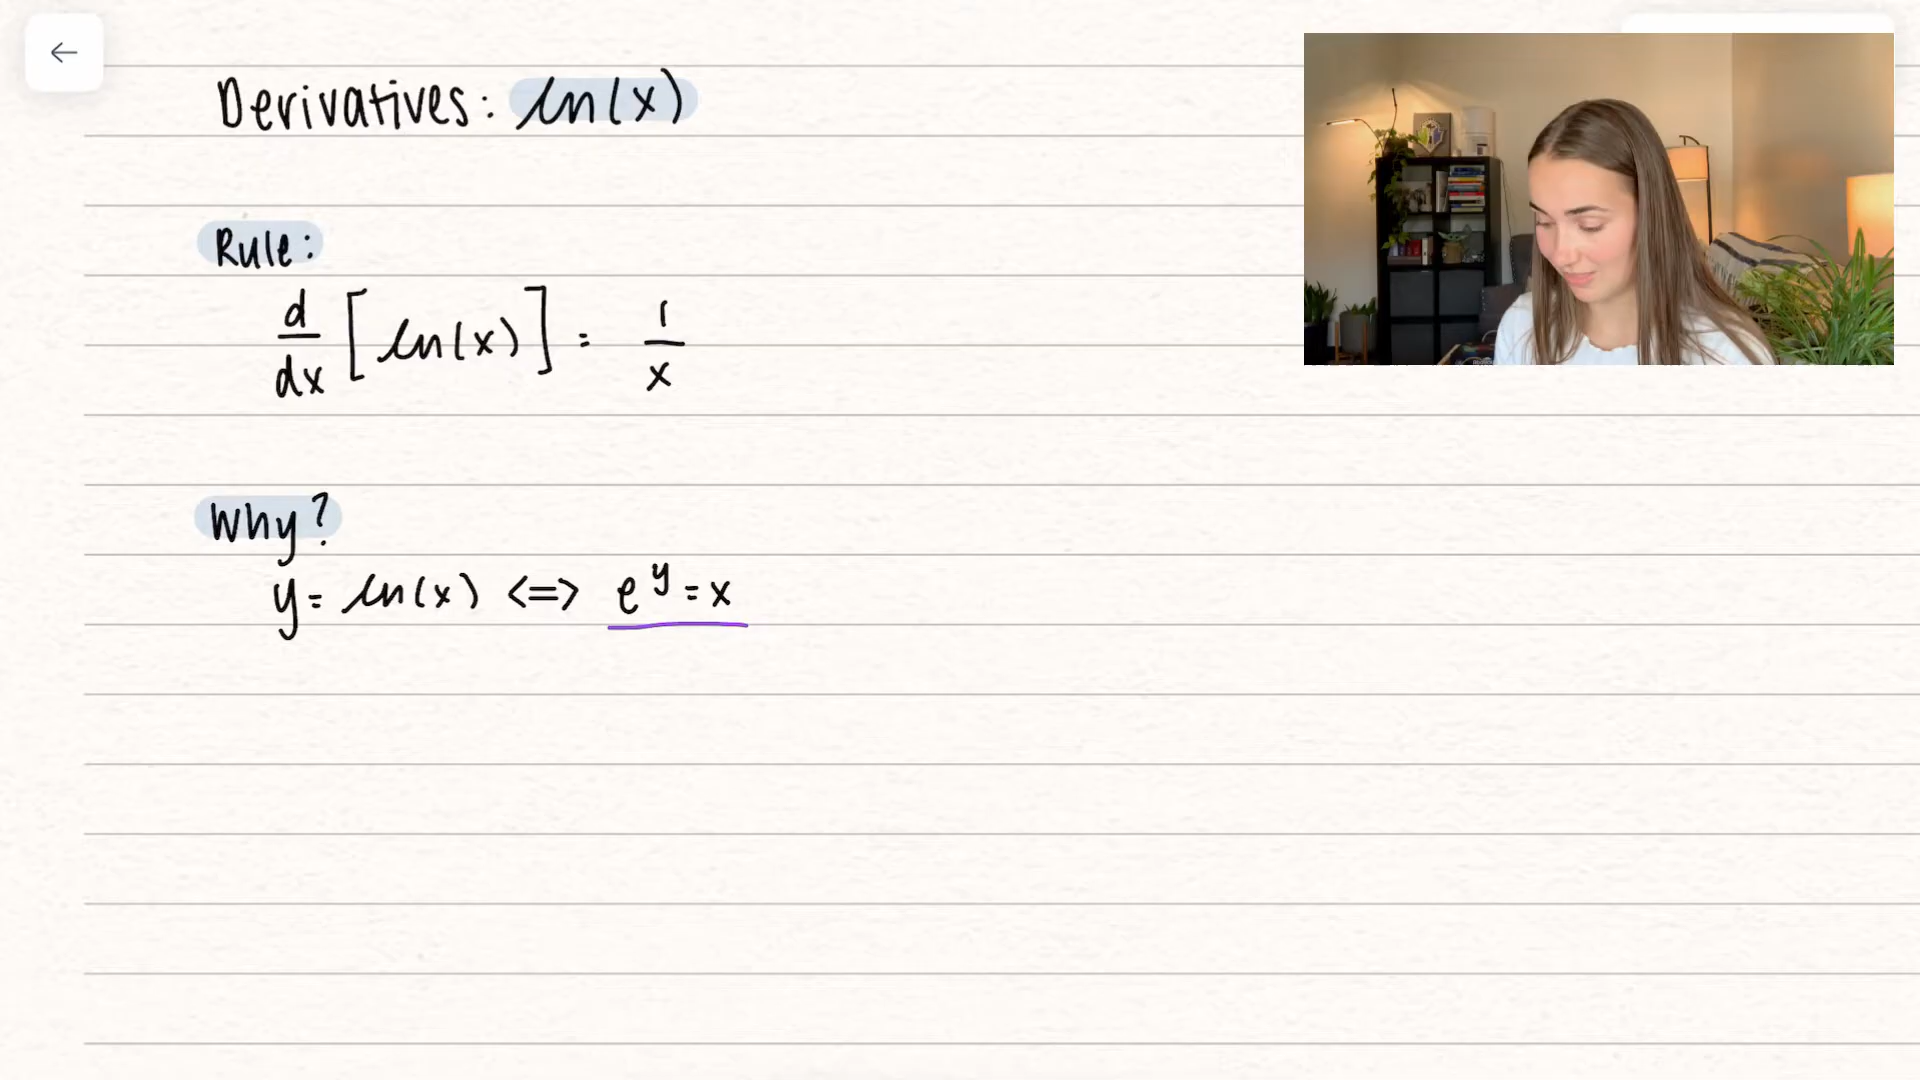 Derivatives: ln(x)
Rule:
d/dx [ln(x)] = 1/x
Why?
y = ln(x) <=> e^y = x